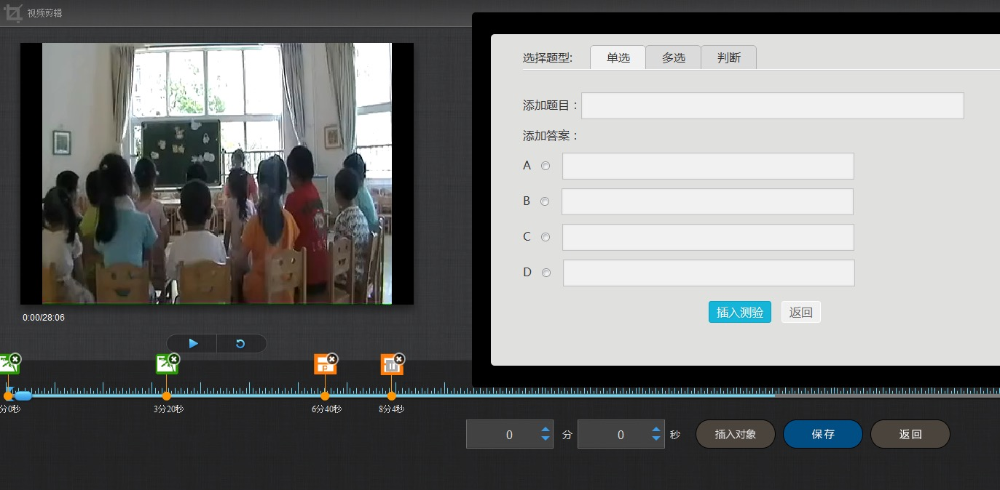 视频剪辑
选择题型: 单选 多选 判断
添加题目：
添加答案：
A
B
C
D
插入测验 返回
0:00/28:06
P
分0秒 3分20秒 6分40秒 8分4秒
0 分 0 秒 插入对象 保存 返回